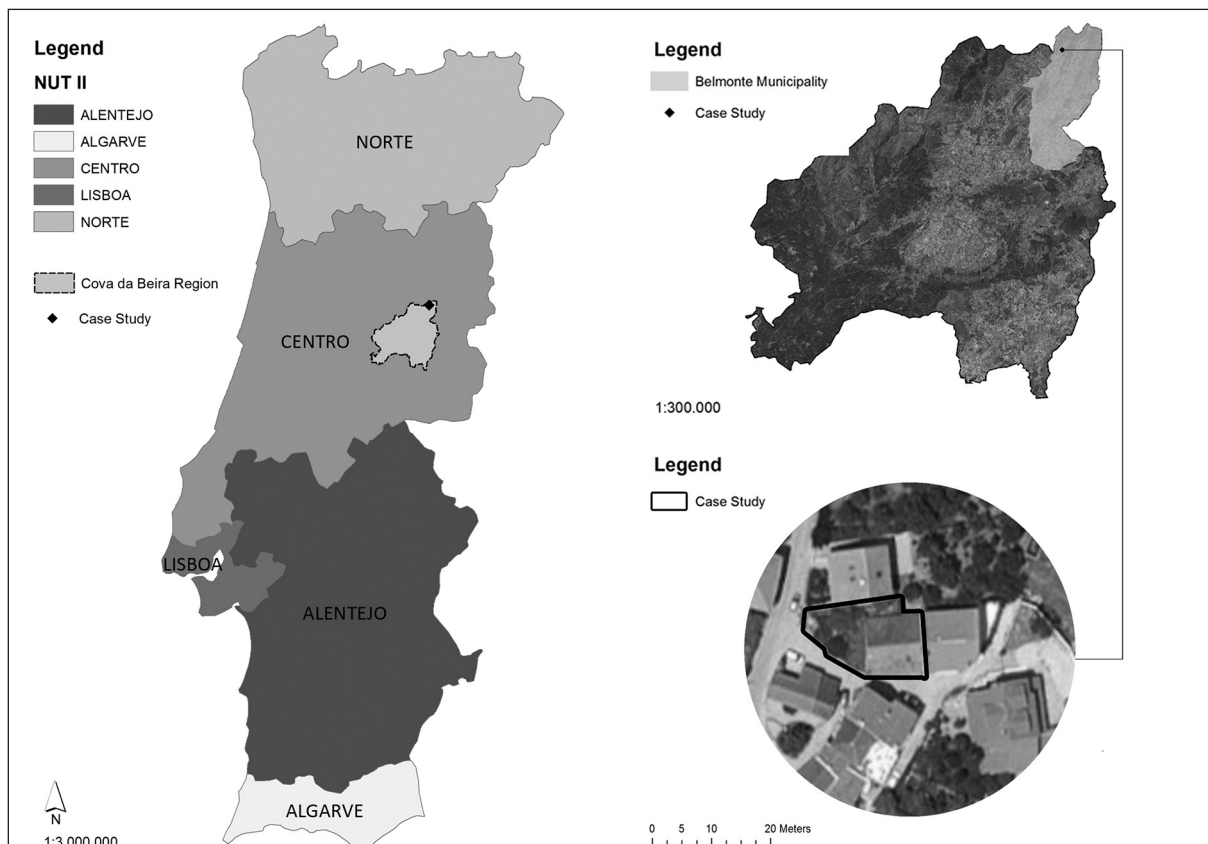 Legend
NUT II
ALENTEJO
ALGARVE
CENTRO
LISBOA
NORTE
Cova da Beira Region
Case Study
NORTE
CENTRO
LISBOA
ALENTEJO
ALGARVE
N
1:3.000.000
Legend
Belmonte Municipality
Case Study
1:300.000
Legend
Case Study
0 5 10 20 Meters